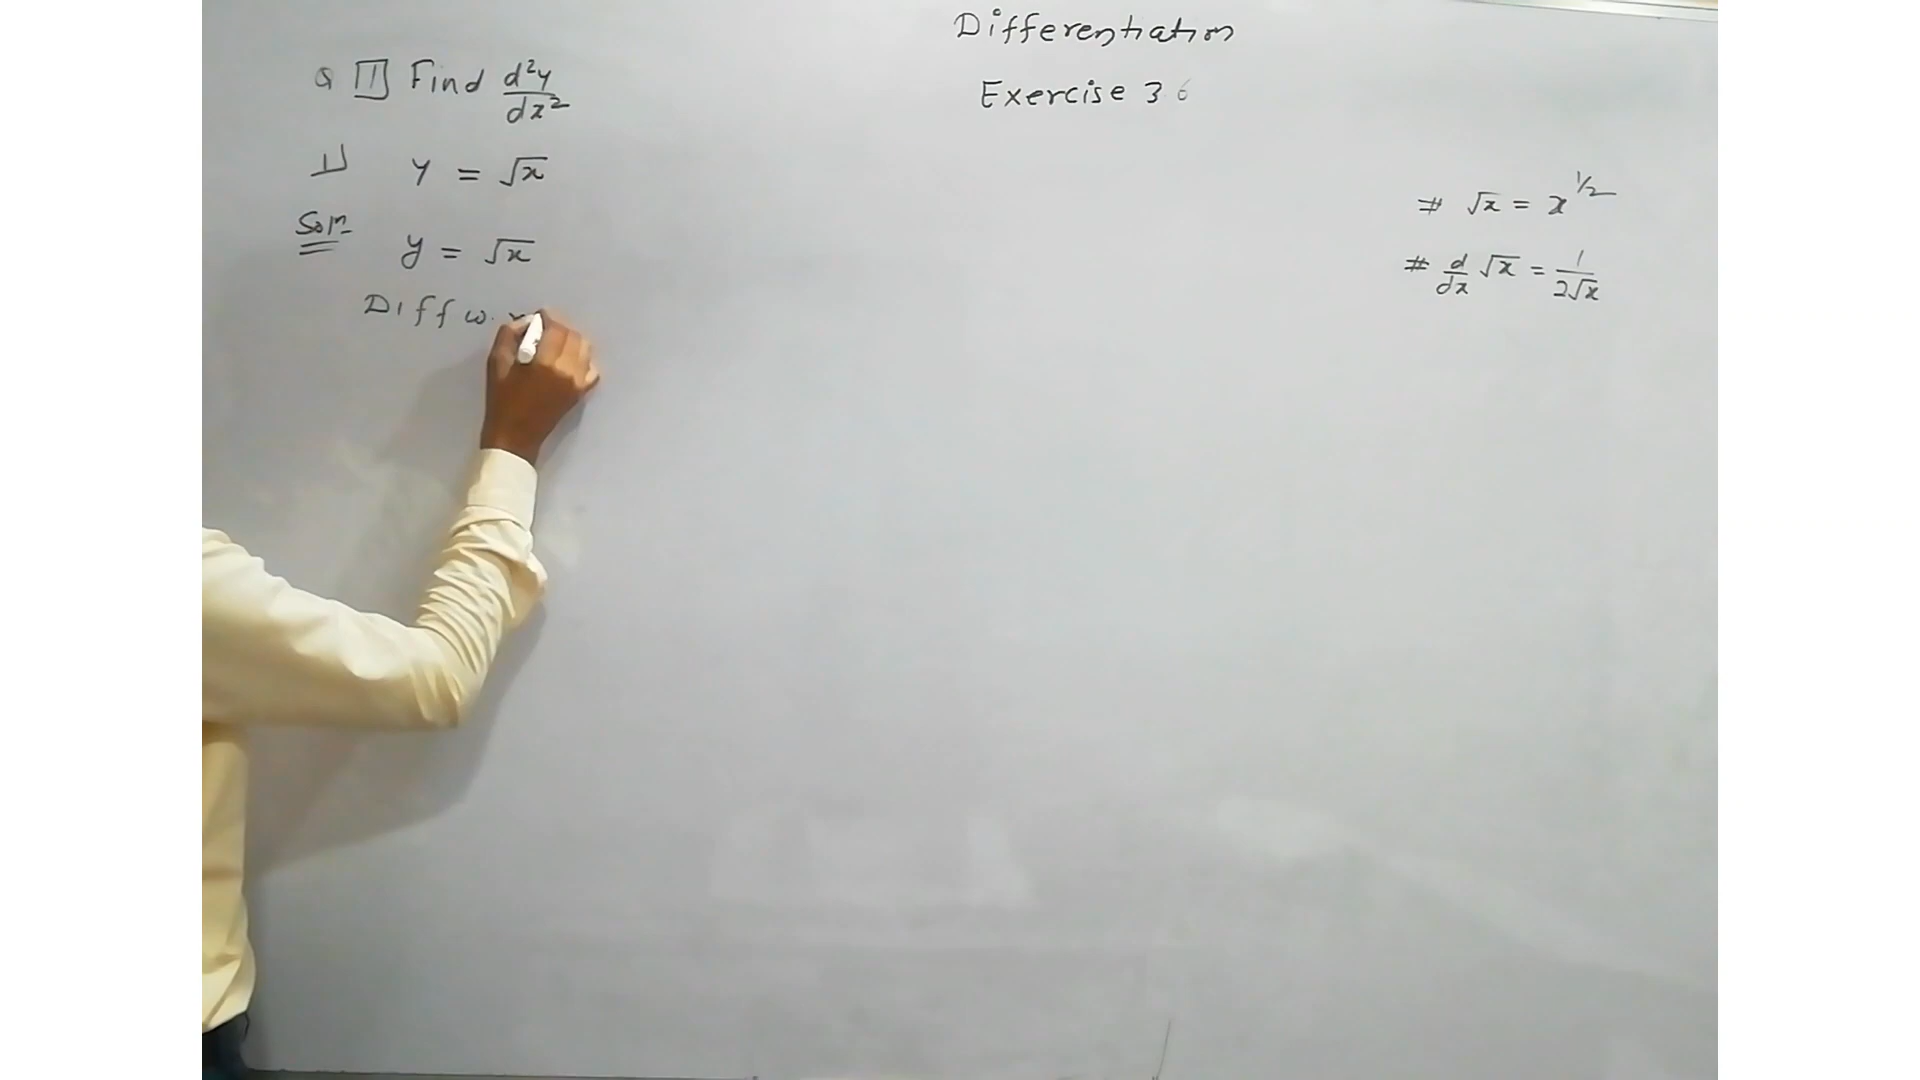 Differentiation
Exercise 3 6
Q 1] Find d²y/dx²
1] y = √x
Soln
y = √x
Diff w.r
# √x = x^1/2
# d/dx √x = 1/2√x